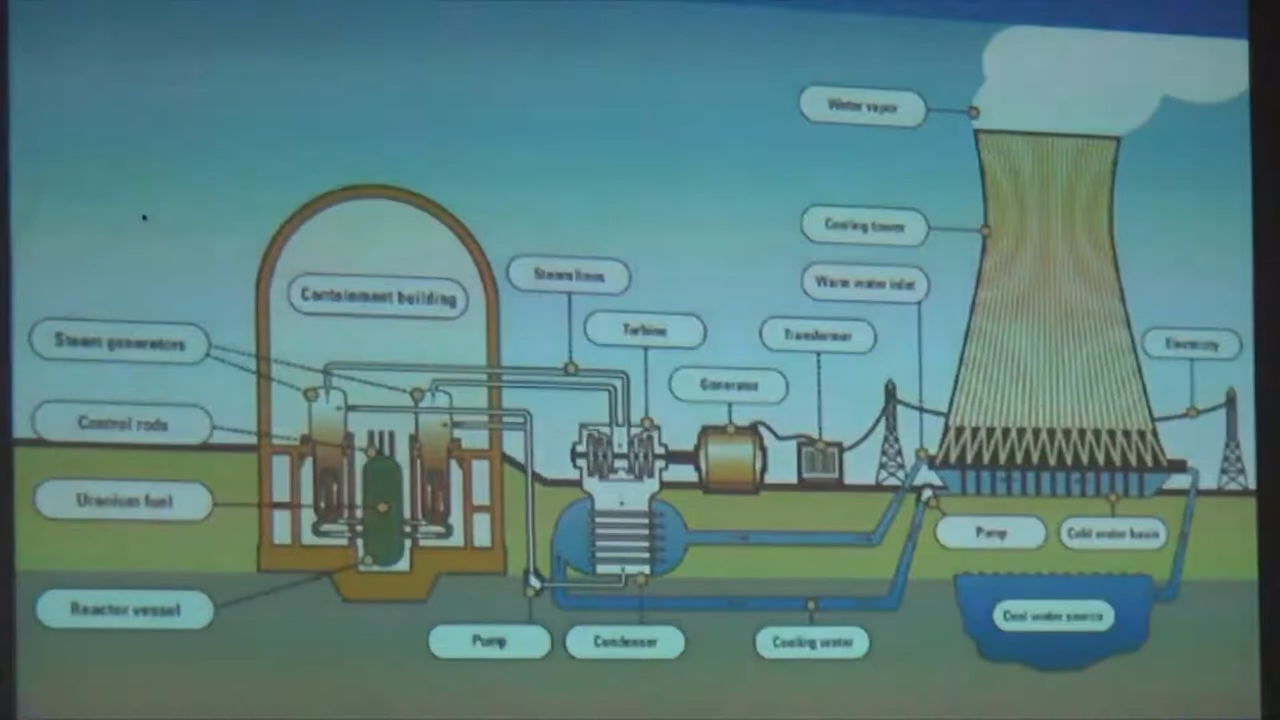 Water vapor
Cooling tower
Steam lines
Warm water inlet
Containment building
Turbine
Transformer
Steam generators
Electricity
Generator
Control rods
Uranium fuel
Pump
Cold water basin
Reactor vessel
Cool water source
Pump
Condenser
Cooling water